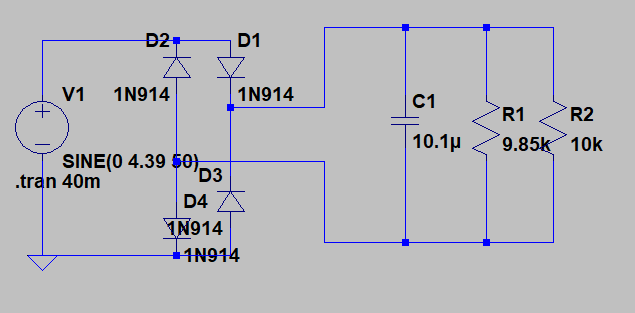 D2
D1
V1
1N914
1N914
C1
R1
R2
10.1µ
9.85k
10k
SINE(0 4.39 50)
.tran 40m
D3
D4
1N914
1N914